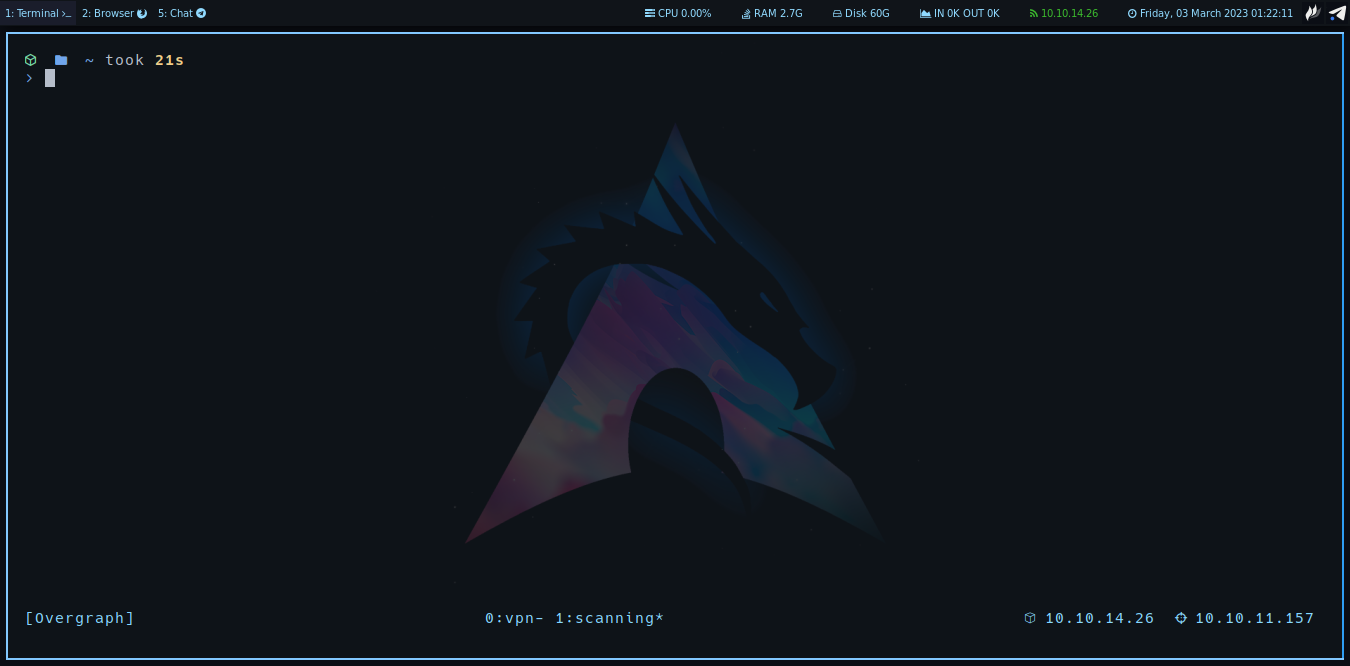 1: Terminal 2: Browser 5: Chat CPU 0.00% RAM 2.7G Disk 60G IN 0K OUT 0K 10.10.14.26 Friday, 03 March 2023 01:22:11
~ took 21s
›
[Overgraph] 0:vpn- 1:scanning* 10.10.14.26 10.10.11.157